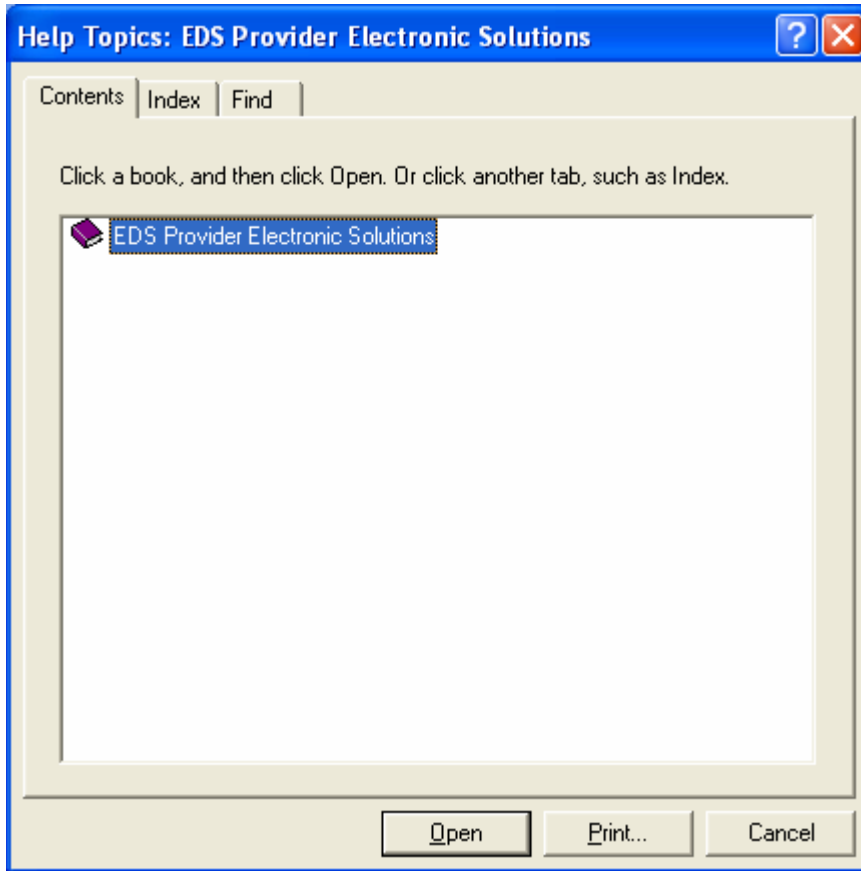 Help Topics: EDS Provider Electronic Solutions
Contents Index Find
Click a book, and then click Open. Or click another tab, such as Index.
EDS Provider Electronic Solutions
Open Print... Cancel